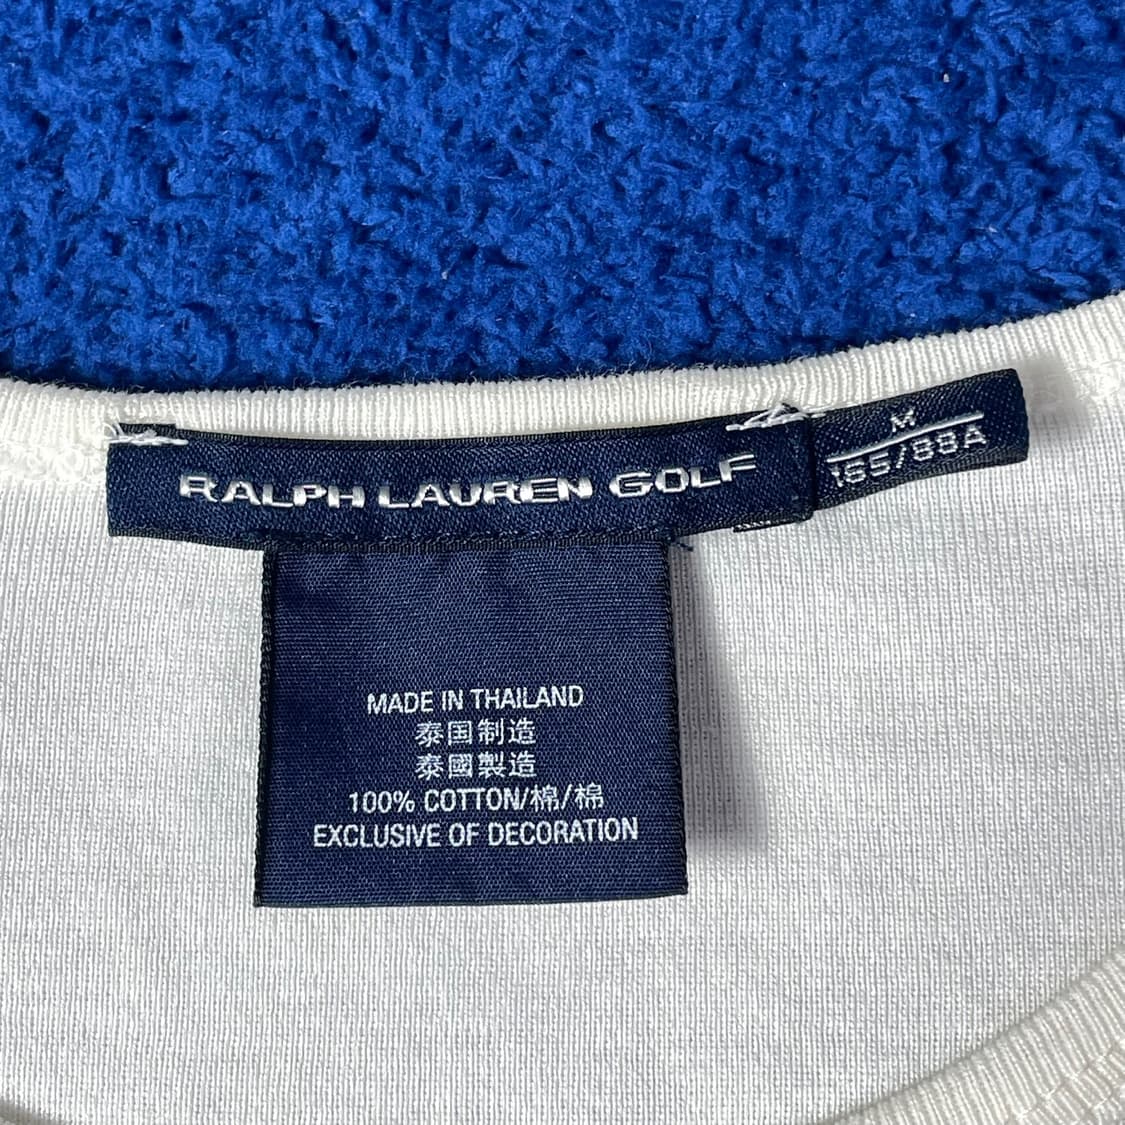 RALPH LAUREN GOLF
M
165/88A
MADE IN THAILAND
泰国制造
泰國製造
100% COTTON/棉/棉
EXCLUSIVE OF DECORATION